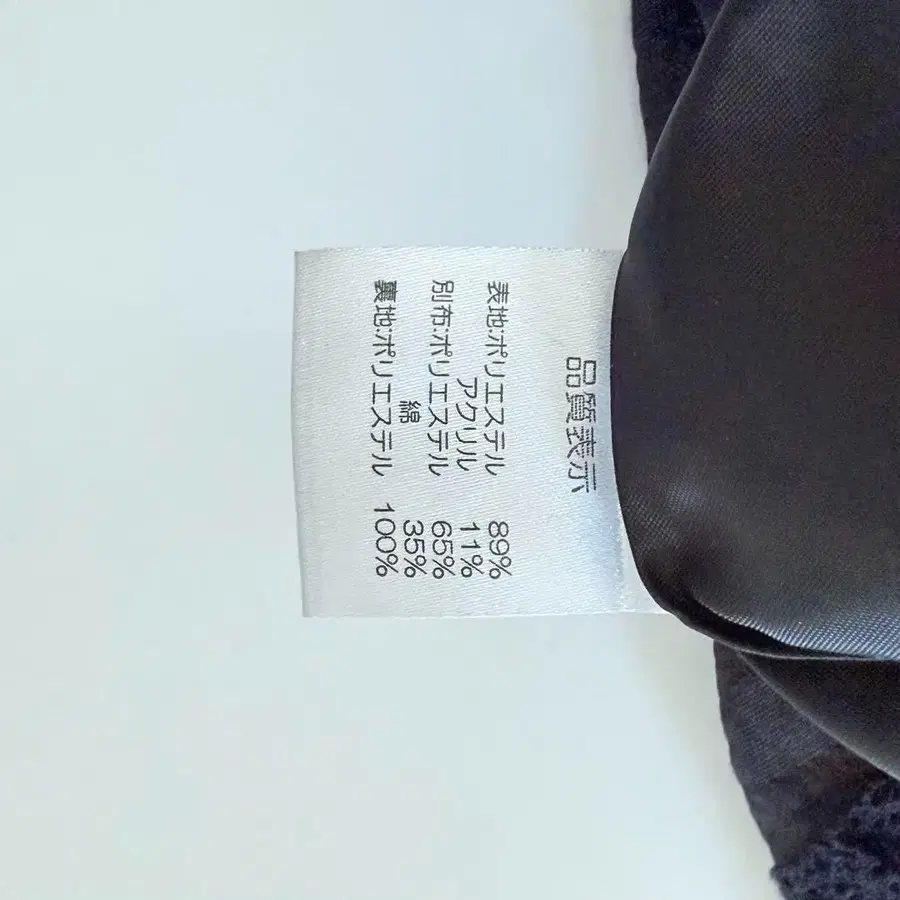 品質表示
表地:ポリエステル 89%
アクリル 11%
別布:ポリエステル 65%
綿 35%
裏地:ポリエステル 100%